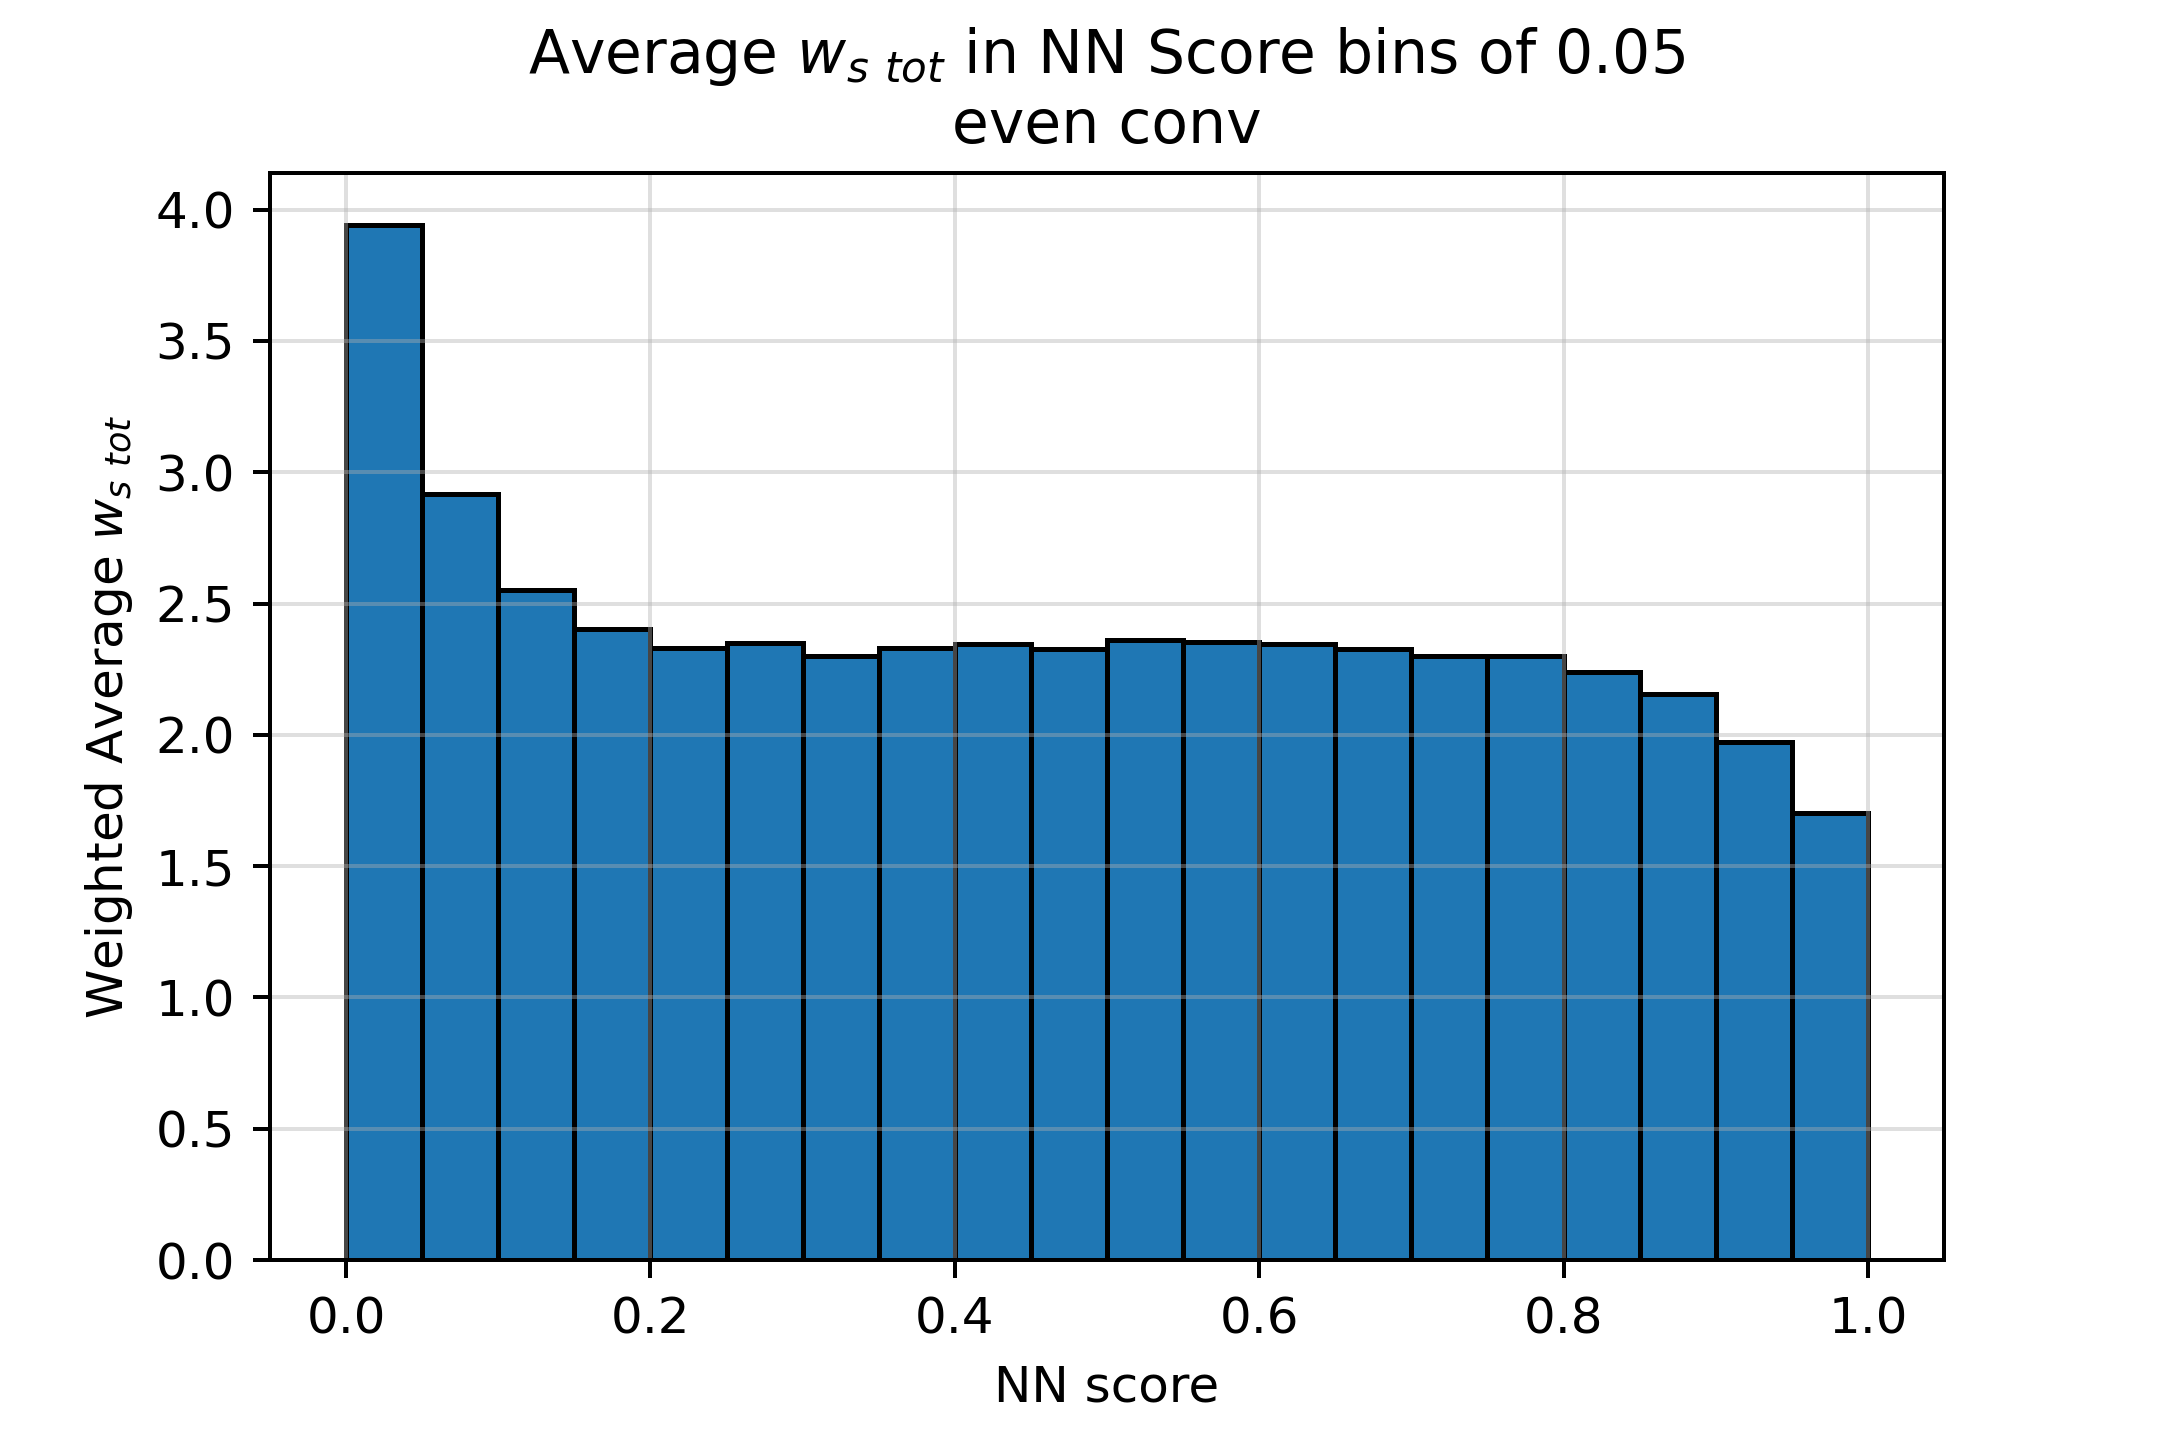 Average w_s tot in NN Score bins of 0.05
even conv
Weighted Average w_s tot
4.0
3.5
3.0
2.5
2.0
1.5
1.0
0.5
0.0
0.0 0.2 0.4 0.6 0.8 1.0
NN score